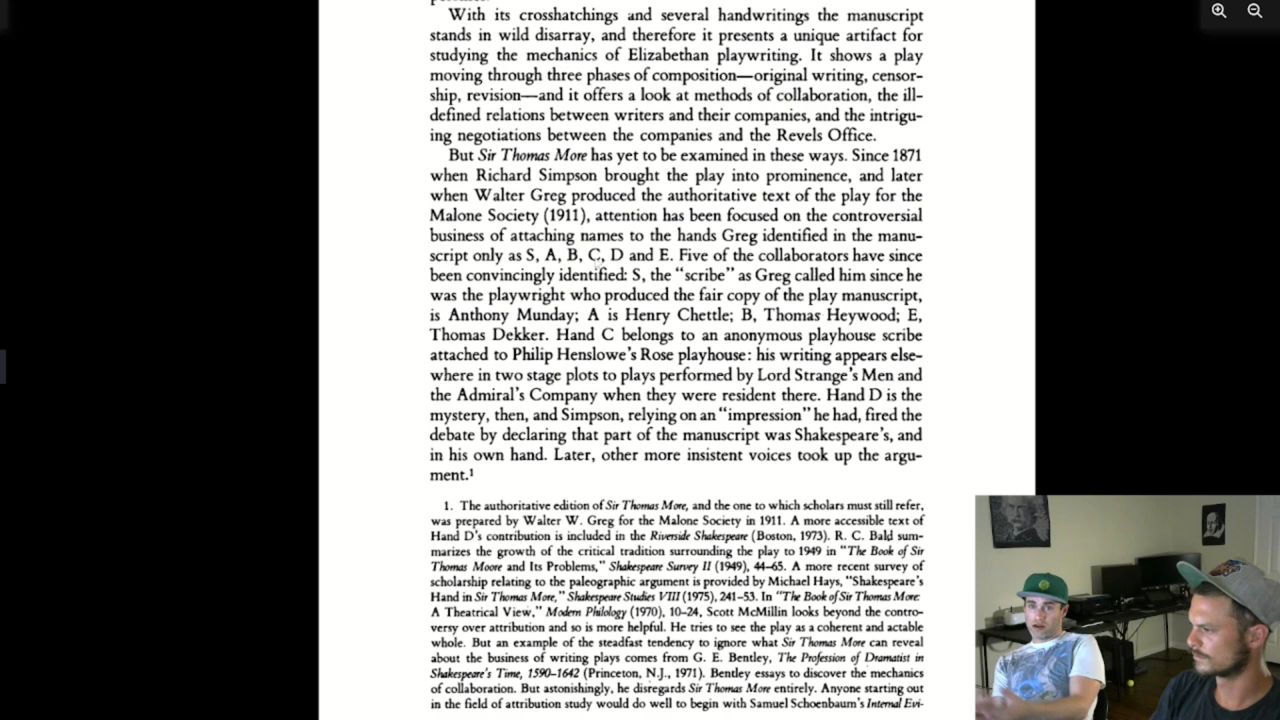 With its crosshatchings and several handwritings the manuscript
stands in wild disarray, and therefore it presents a unique artifact for
studying the mechanics of Elizabethan playwriting. It shows a play
moving through three phases of composition—original writing, censor-
ship, revision—and it offers a look at methods of collaboration, the ill-
defined relations between writers and their companies, and the intrigu-
ing negotiations between the companies and the Revels Office.
But Sir Thomas More has yet to be examined in these ways. Since 1871
when Richard Simpson brought the play into prominence, and later
when Walter Greg produced the authoritative text of the play for the
Malone Society (1911), attention has been focused on the controversial
business of attaching names to the hands Greg identified in the manu-
script only as S, A, B, C, D and E. Five of the collaborators have since
been convincingly identified: S, the “scribe” as Greg called him since he
was the playwright who produced the fair copy of the play manuscript,
is Anthony Munday; A is Henry Chettle; B, Thomas Heywood; E,
Thomas Dekker. Hand C belongs to an anonymous playhouse scribe
attached to Philip Henslowe’s Rose playhouse: his writing appears else-
where in two stage plots to plays performed by Lord Strange’s Men and
the Admiral’s Company when they were resident there. Hand D is the
mystery, then, and Simpson, relying on an “impression” he had, fired the
debate by declaring that part of the manuscript was Shakespeare’s, and
in his own hand. Later, other more insistent voices took up the argu-
ment.¹
1. The authoritative edition of Sir Thomas More, and the one to which scholars must still refer,
was prepared by Walter W. Greg for the Malone Society in 1911. A more accessible text of
Hand D’s contribution is included in the Riverside Shakespeare (Boston, 1973). R. C. Bald sum-
marizes the growth of the critical tradition surrounding the play to 1949 in “The Book of Sir
Thomas Moore and Its Problems,” Shakespeare Survey II (1949), 44–65. A more recent survey of
scholarship relating to the paleographic argument is provided by Michael Hays, “Shakespeare’s
Hand in Sir Thomas More,” Shakespeare Studies VIII (1975), 241–53. In “The Book of Sir Thomas More:
A Theatrical View,” Modern Philology (1970), 10–24, Scott McMillin looks beyond the contro-
versy over attribution and so is more helpful. He tries to see the play as a coherent and actable
whole. But an example of the steadfast tendency to ignore what Sir Thomas More can reveal
about the business of writing plays comes from G. E. Bentley, The Profession of Dramatist in
Shakespeare’s Time, 1590–1642 (Princeton, N.J., 1971). Bentley essays to discover the mechanics
of collaboration. But astonishingly, he disregards Sir Thomas More entirely. Anyone starting out
in the field of attribution study would do well to begin with Samuel Schoenbaum’s Internal Evi-